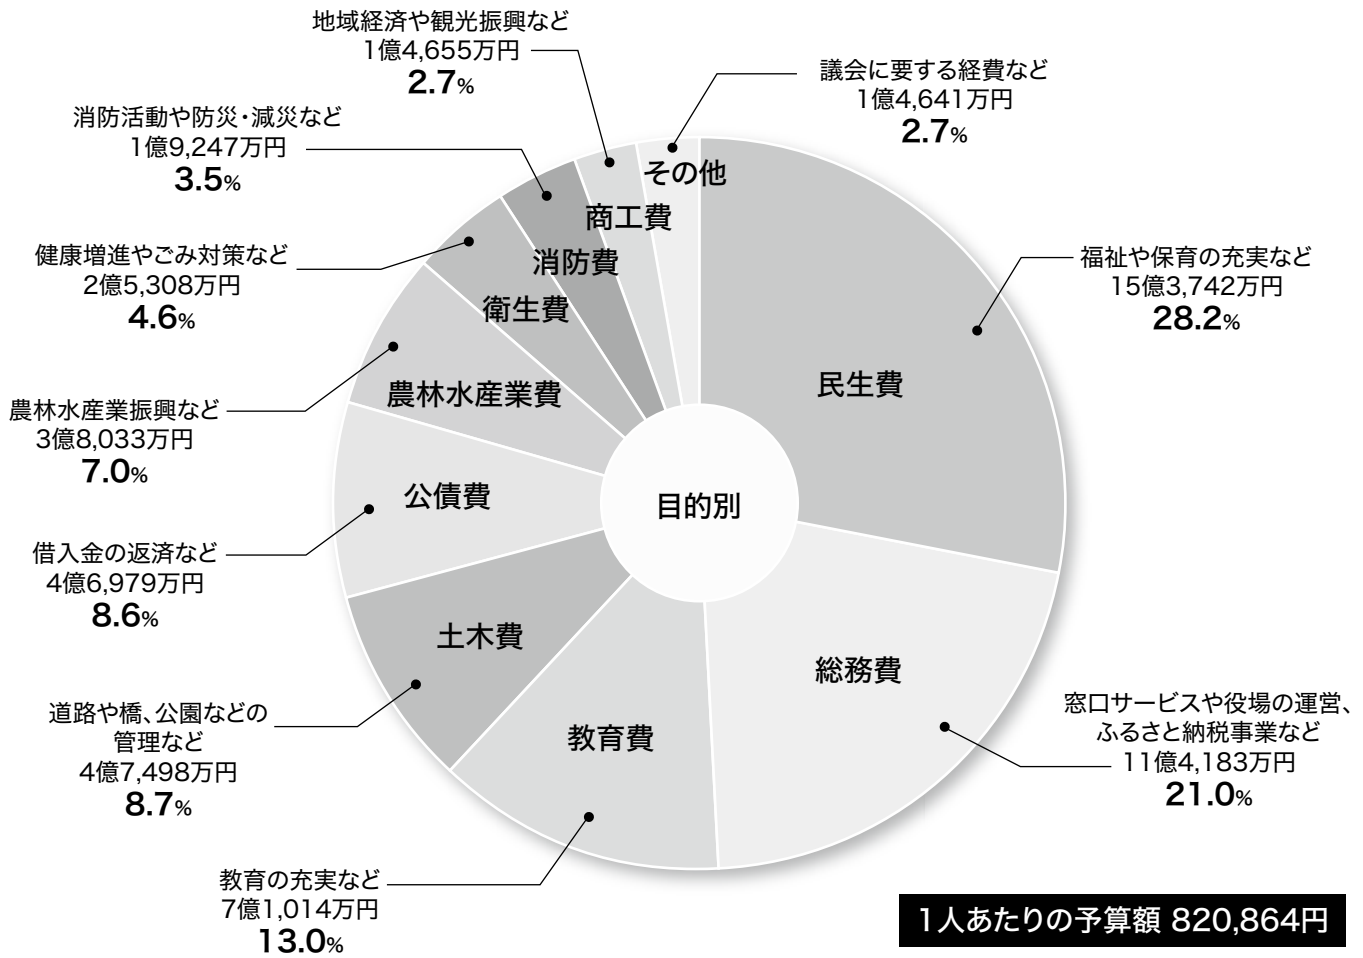 地域経済や観光振興など
1億4,655万円
2.7%
議会に要する経費など
1億4,641万円
2.7%
消防活動や防災・減災など
1億9,247万円
3.5%
健康増進やごみ対策など
2億5,308万円
4.6%
農林水産業振興など
3億8,033万円
7.0%
借入金の返済など
4億6,979万円
8.6%
道路や橋、公園などの
管理など
4億7,498万円
8.7%
教育の充実など
7億1,014万円
13.0%
福祉や保育の充実など
15億3,742万円
28.2%
窓口サービスや役場の運営、
ふるさと納税事業など
11億4,183万円
21.0%
その他
商工費
消防費
衛生費
農林水産業費
公債費
土木費
教育費
総務費
民生費
目的別
1人あたりの予算額 820,864円